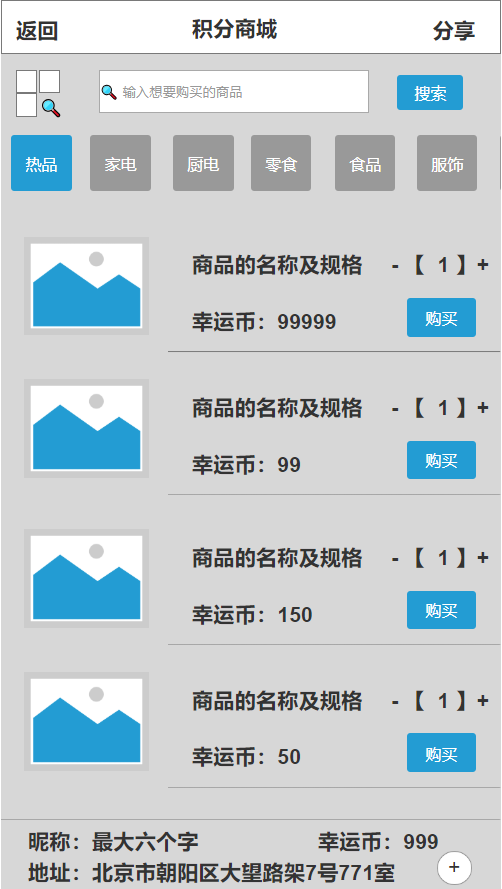 返回 积分商城 分享
输入想要购买的商品 搜索
热品 家电 厨电 零食 食品 服饰
商品的名称及规格 - 【 1 】+
幸运币：99999 购买
商品的名称及规格 - 【 1 】+
幸运币：99 购买
商品的名称及规格 - 【 1 】+
幸运币：150 购买
商品的名称及规格 - 【 1 】+
幸运币：50 购买
昵称：最大六个字 幸运币：999
地址：北京市朝阳区大望路架7号771室 +